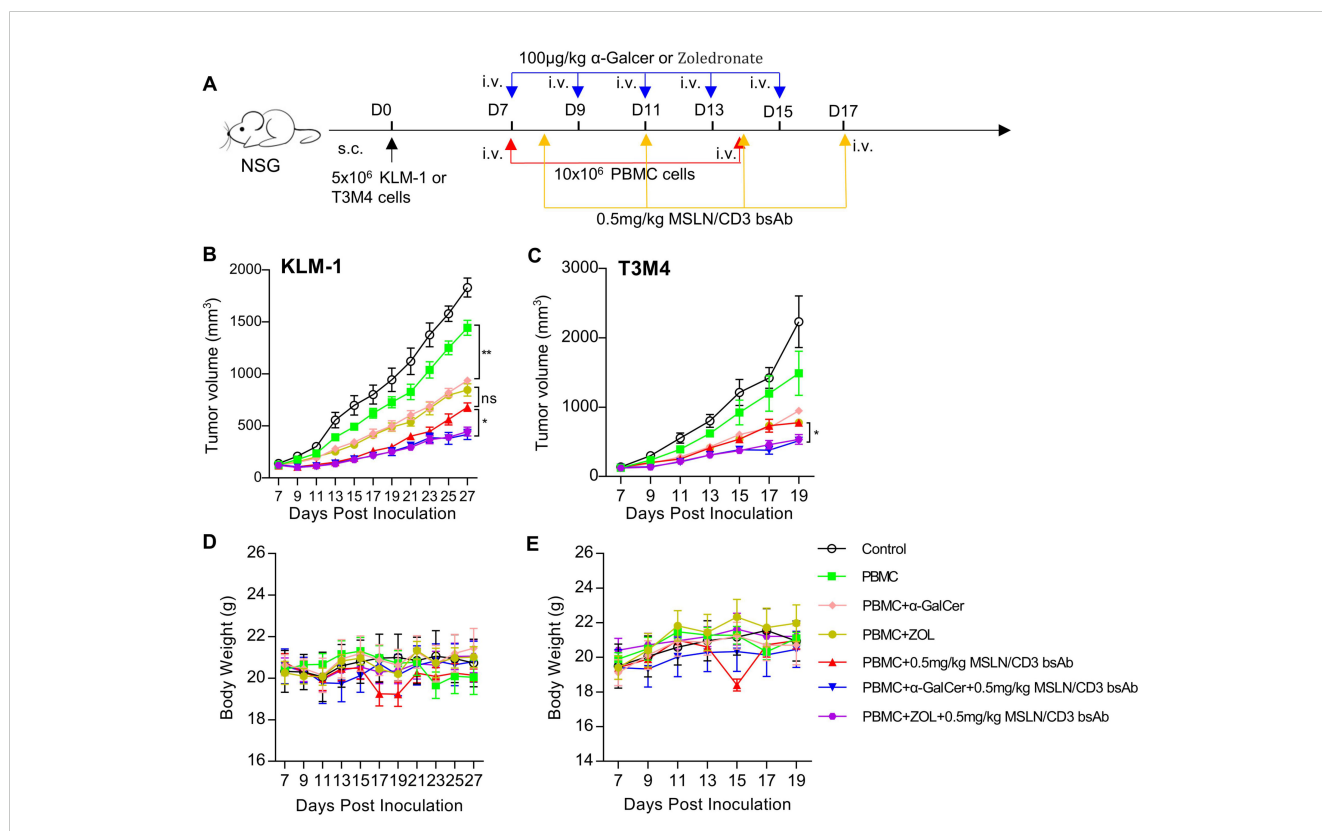 100μg/kg α-Galcer or Zoledronate
A
i.v. i.v. i.v. i.v. i.v.
D0 D7 D9 D11 D13 D15 D17
s.c. i.v. i.v. i.v.
NSG
5x10⁶ KLM-1 or
T3M4 cells
10x10⁶ PBMC cells
0.5mg/kg MSLN/CD3 bsAb
B
KLM-1
Tumor volume (mm³)
2000
1500
1000
500
0
**
ns
*
7 9 11 13 15 17 19 21 23 25 27
Days Post Inoculation
C
T3M4
Tumor volume (mm³)
3000
2000
1000
0
*
7 9 11 13 15 17 19
Days Post Inoculation
D
Body Weight (g)
26
24
22
20
18
16
7 9 11 13 15 17 19 21 23 25 27
Days Post Inoculation
E
Body Weight (g)
26
24
22
20
18
16
14
7 9 11 13 15 17 19
Days Post Inoculation
Control
PBMC
PBMC+α-GalCer
PBMC+ZOL
PBMC+0.5mg/kg MSLN/CD3 bsAb
PBMC+α-GalCer+0.5mg/kg MSLN/CD3 bsAb
PBMC+ZOL+0.5mg/kg MSLN/CD3 bsAb